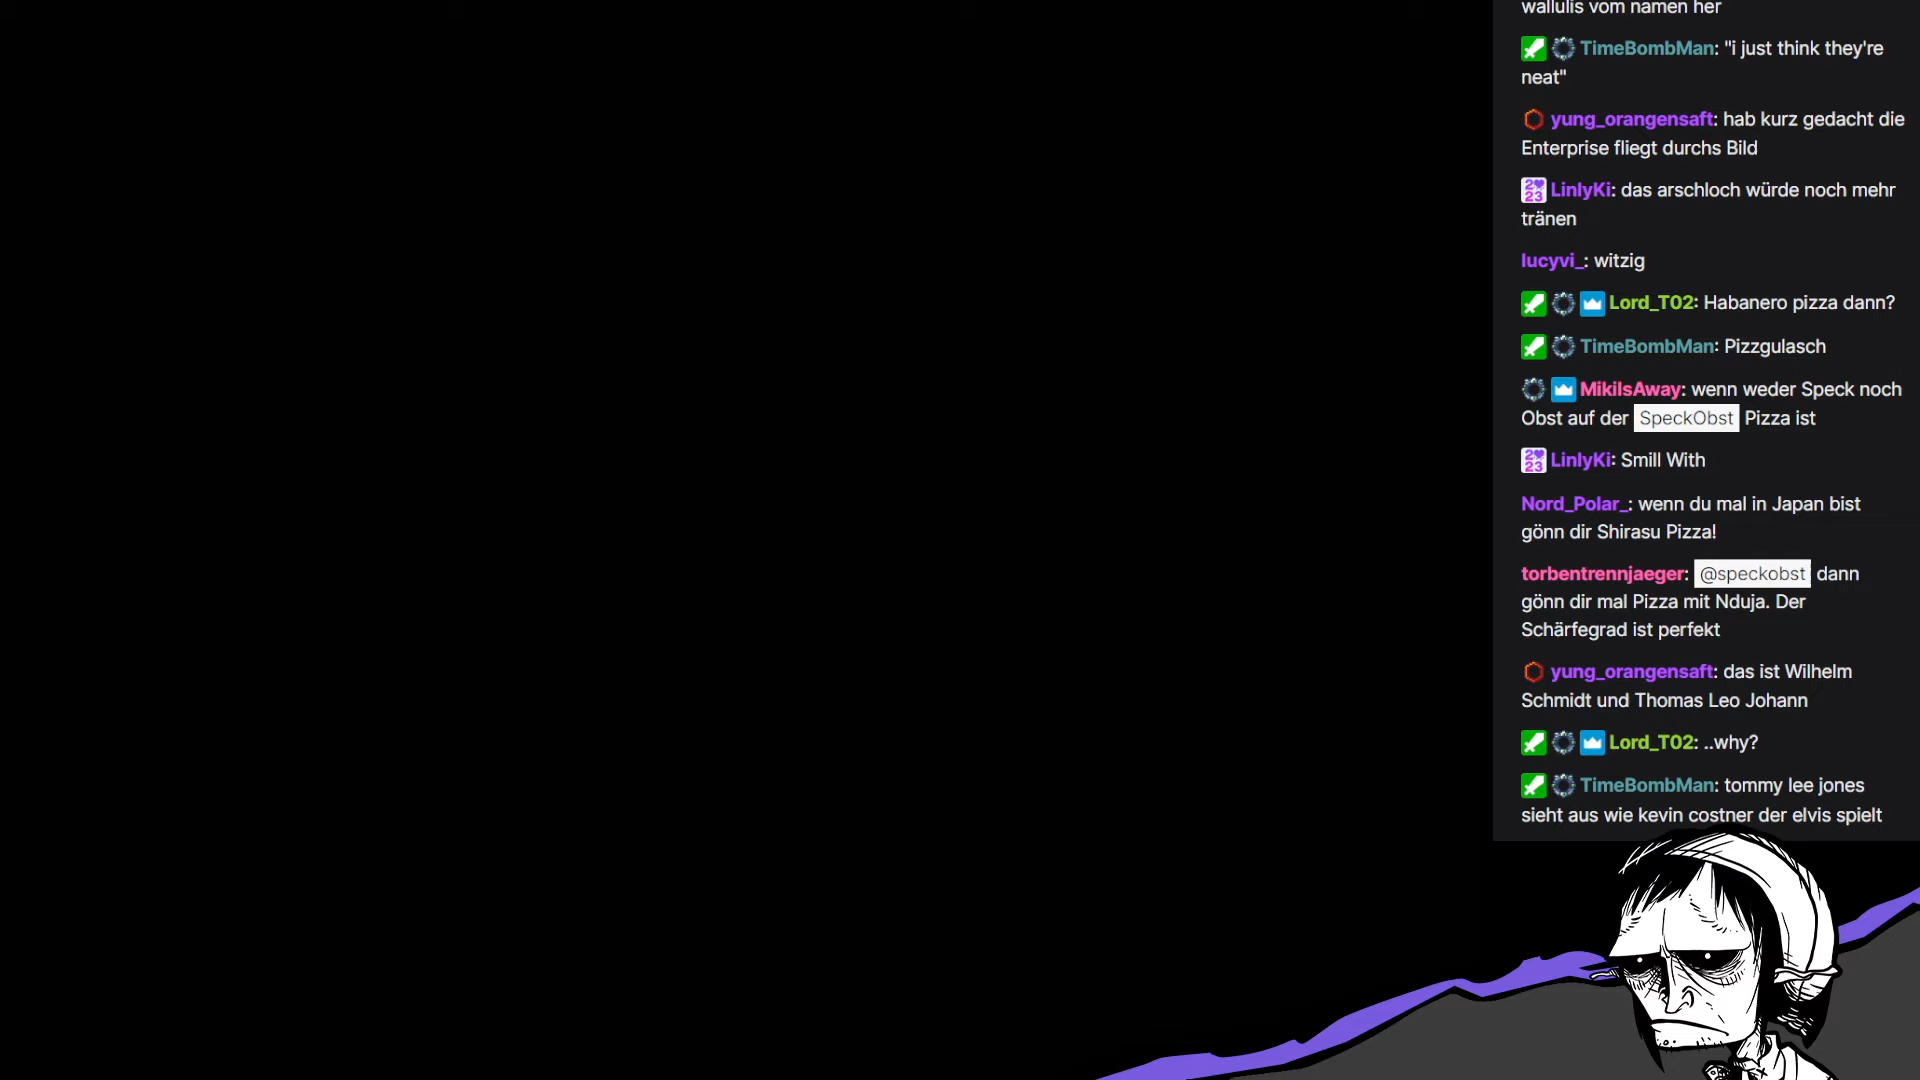 wallulis vom namen her
TimeBombMan: "i just think they're
neat"
yung_orangensaft: hab kurz gedacht die
Enterprise fliegt durchs Bild
2 23 LinlyKi: das arschloch würde noch mehr
tränen
lucyvi_: witzig
Lord_T02: Habanero pizza dann?
TimeBombMan: Pizzgulasch
MikiIsAway: wenn weder Speck noch
Obst auf der SpeckObst Pizza ist
2 23 LinlyKi: Smill With
Nord_Polar_: wenn du mal in Japan bist
gönn dir Shirasu Pizza!
torbentrennjaeger: @speckobst dann
gönn dir mal Pizza mit Nduja. Der
Schärfegrad ist perfekt
yung_orangensaft: das ist Wilhelm
Schmidt und Thomas Leo Johann
Lord_T02: ..why?
TimeBombMan: tommy lee jones
sieht aus wie kevin costner der elvis spielt